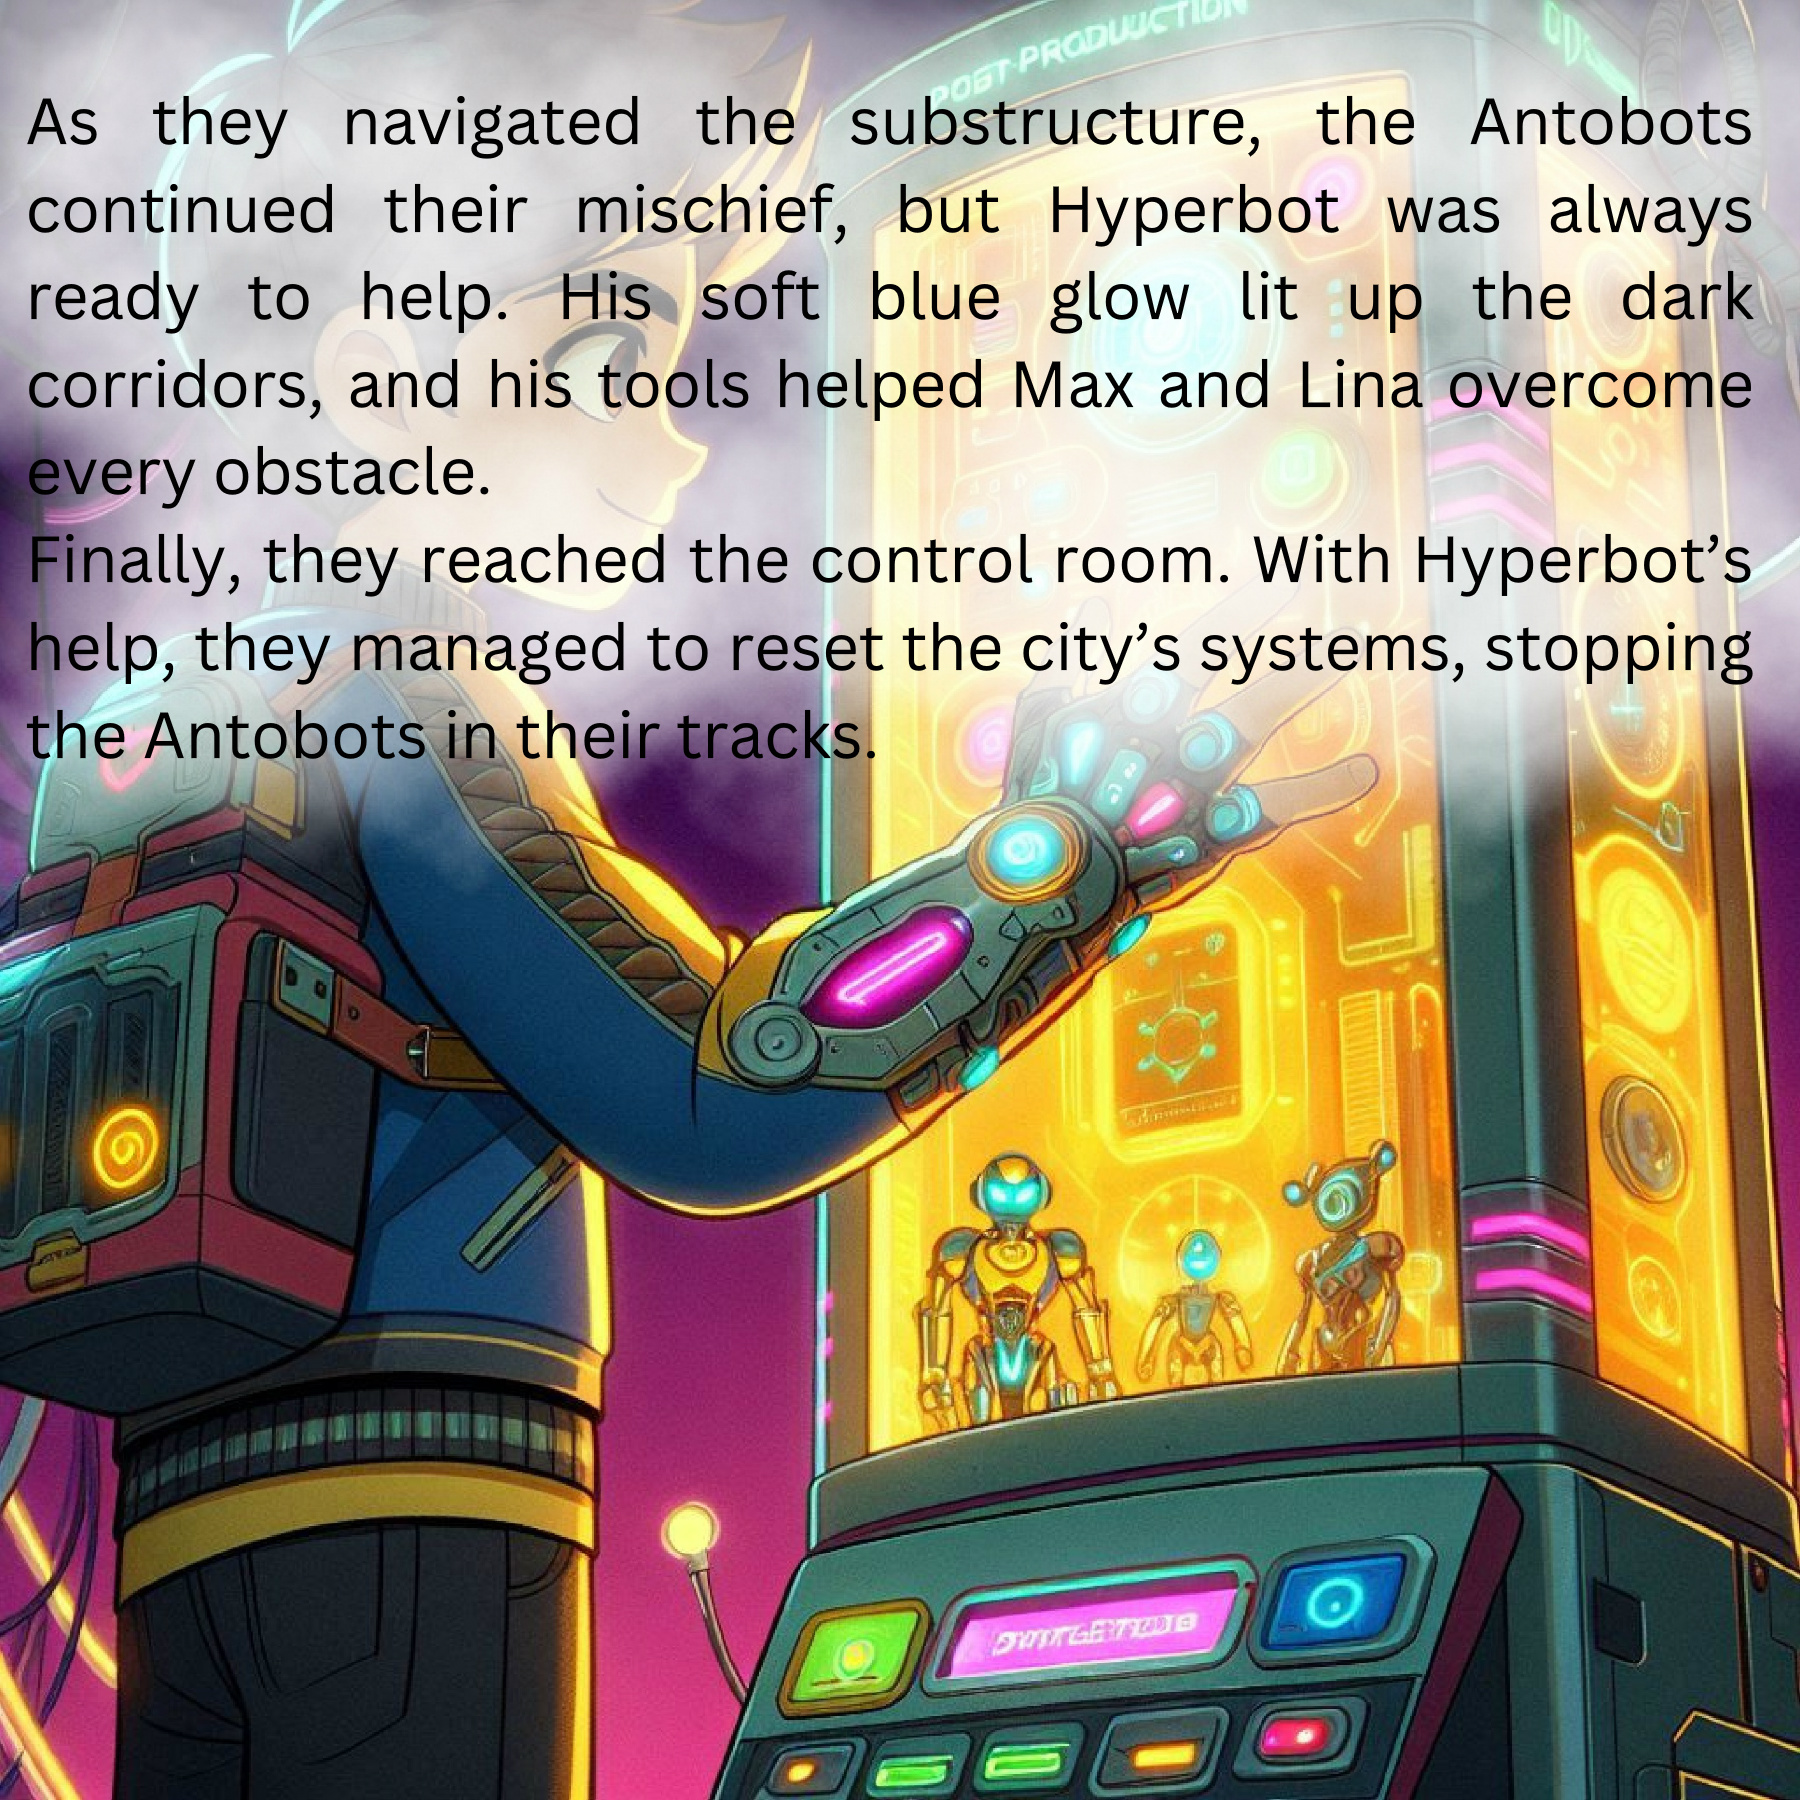 POST-PRODUUCTION
As they navigated the substructure, the Antobots
continued their mischief, but Hyperbot was always
ready to help. His soft blue glow lit up the dark
corridors, and his tools helped Max and Lina overcome
every obstacle.
Finally, they reached the control room. With Hyperbot’s
help, they managed to reset the city’s systems, stopping
the Antobots in their tracks.